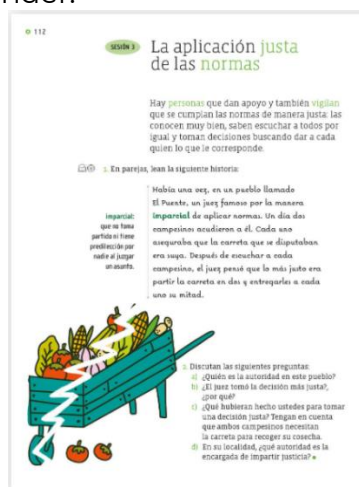 112
SESIÓN 3
La aplicación justa
de las normas
Hay personas que dan apoyo y también vigilan
que se cumplan las normas de manera justa: las
conocen muy bien, saben escuchar a todos por
igual y toman decisiones buscando dar a cada
quien lo que le corresponde.
1. En parejas, lean la siguiente historia:
Había una vez, en un pueblo llamado
El Puente, un juez famoso por la manera
imparcial de aplicar normas. Un día dos
campesinos acudieron a él. Cada uno
aseguraba que la carreta que se disputaban
era suya. Después de escuchar a cada
campesino, el juez pensó que lo más justo era
partir la carreta en dos y entregarles a cada
uno su mitad.
imparcial:
que no toma
partido ni tiene
predilección por
nadie al juzgar
un asunto.
2. Discutan las siguientes preguntas:
a) ¿Quién es la autoridad en este pueblo?
b) ¿El juez tomó la decisión más justa?,
¿por qué?
c) ¿Qué hubieran hecho ustedes para tomar
una decisión justa? Tengan en cuenta
que ambos campesinos necesitan
la carreta para recoger su cosecha.
d) En su localidad, ¿qué autoridad es la
encargada de impartir justicia?